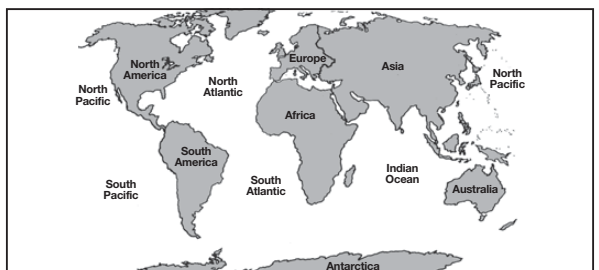 Europe
North
America
Asia
North
Pacific
North
Atlantic
North
Pacific
Africa
South
America
Indian
Ocean
South
Pacific
South
Atlantic
Australia
Antarctica